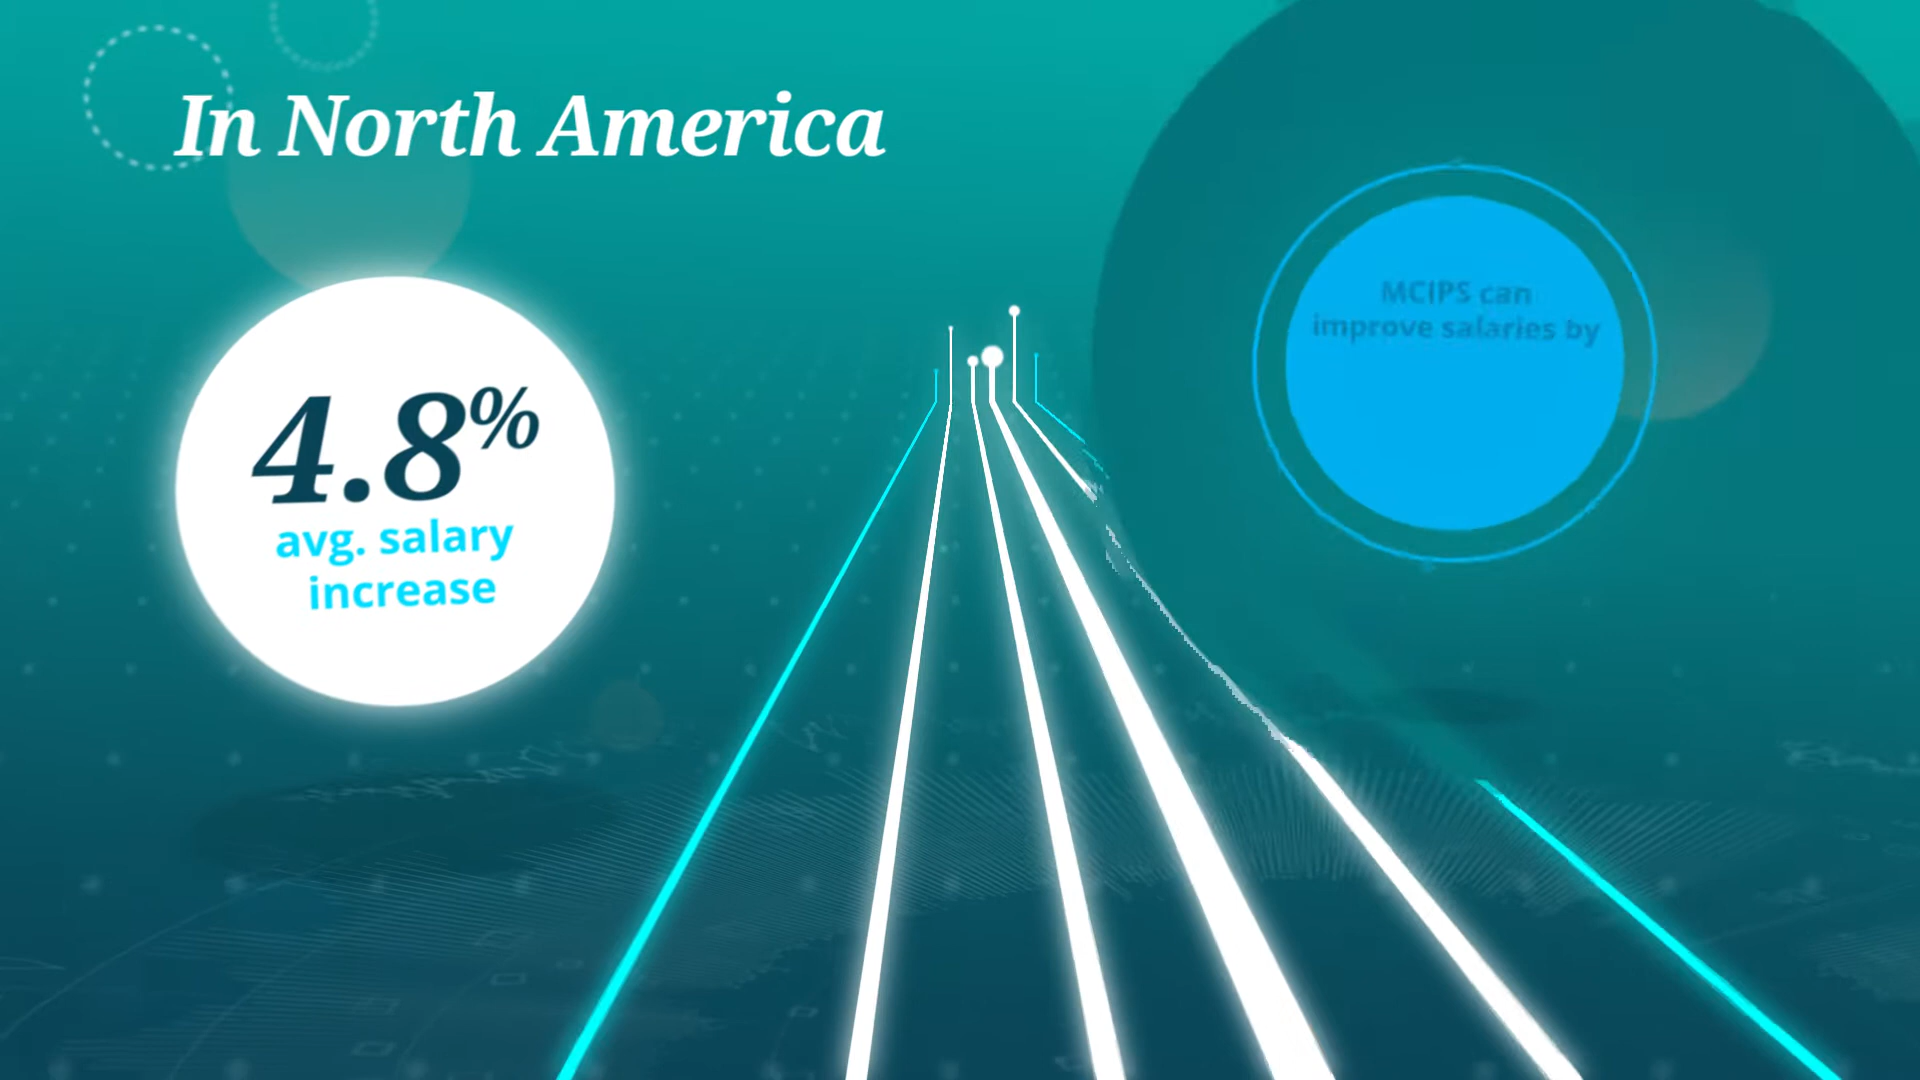 In North America
4.8%
avg. salary
increase
MCIPS can
improve salaries by